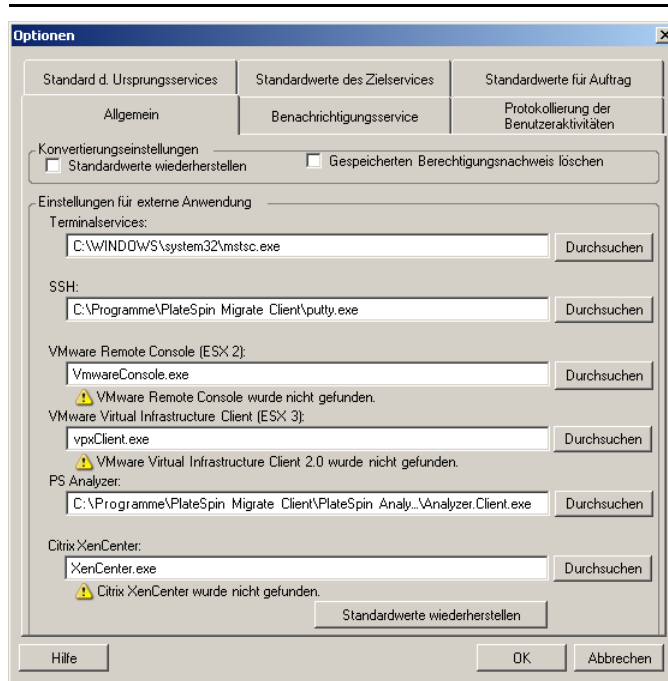 Optionen
Standard d. Ursprungsservices
Standardwerte des Zielservices
Standardwerte für Auftrag
Allgemein
Benachrichtigungsservice
Protokollierung der
Benutzeraktivitäten
Konvertierungseinstellungen
Standardwerte wiederherstellen
Gespeicherten Berechtigungsnachweis löschen
Einstellungen für externe Anwendung
Terminalservices:
C:\WINDOWS\system32\mstsc.exe
Durchsuchen
SSH:
C:\Programme\PlateSpin Migrate Client\putty.exe
Durchsuchen
VMware Remote Console (ESX 2):
VmwareConsole.exe
Durchsuchen
VMware Remote Console wurde nicht gefunden.
VMware Virtual Infrastructure Client (ESX 3):
vpxClient.exe
Durchsuchen
VMware Virtual Infrastructure Client 2.0 wurde nicht gefunden.
PS Analyzer:
C:\Programme\PlateSpin Migrate Client\PlateSpin Analy...\Analyzer.Client.exe
Durchsuchen
Citrix XenCenter:
XenCenter.exe
Durchsuchen
Citrix XenCenter wurde nicht gefunden.
Standardwerte wiederherstellen
Hilfe
OK
Abbrechen